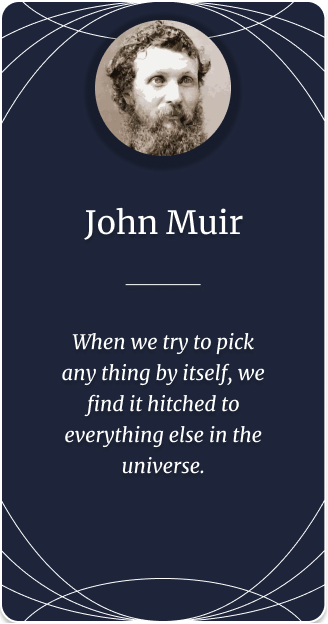 John Muir
When we try to pick
any thing by itself, we
find it hitched to
everything else in the
universe.